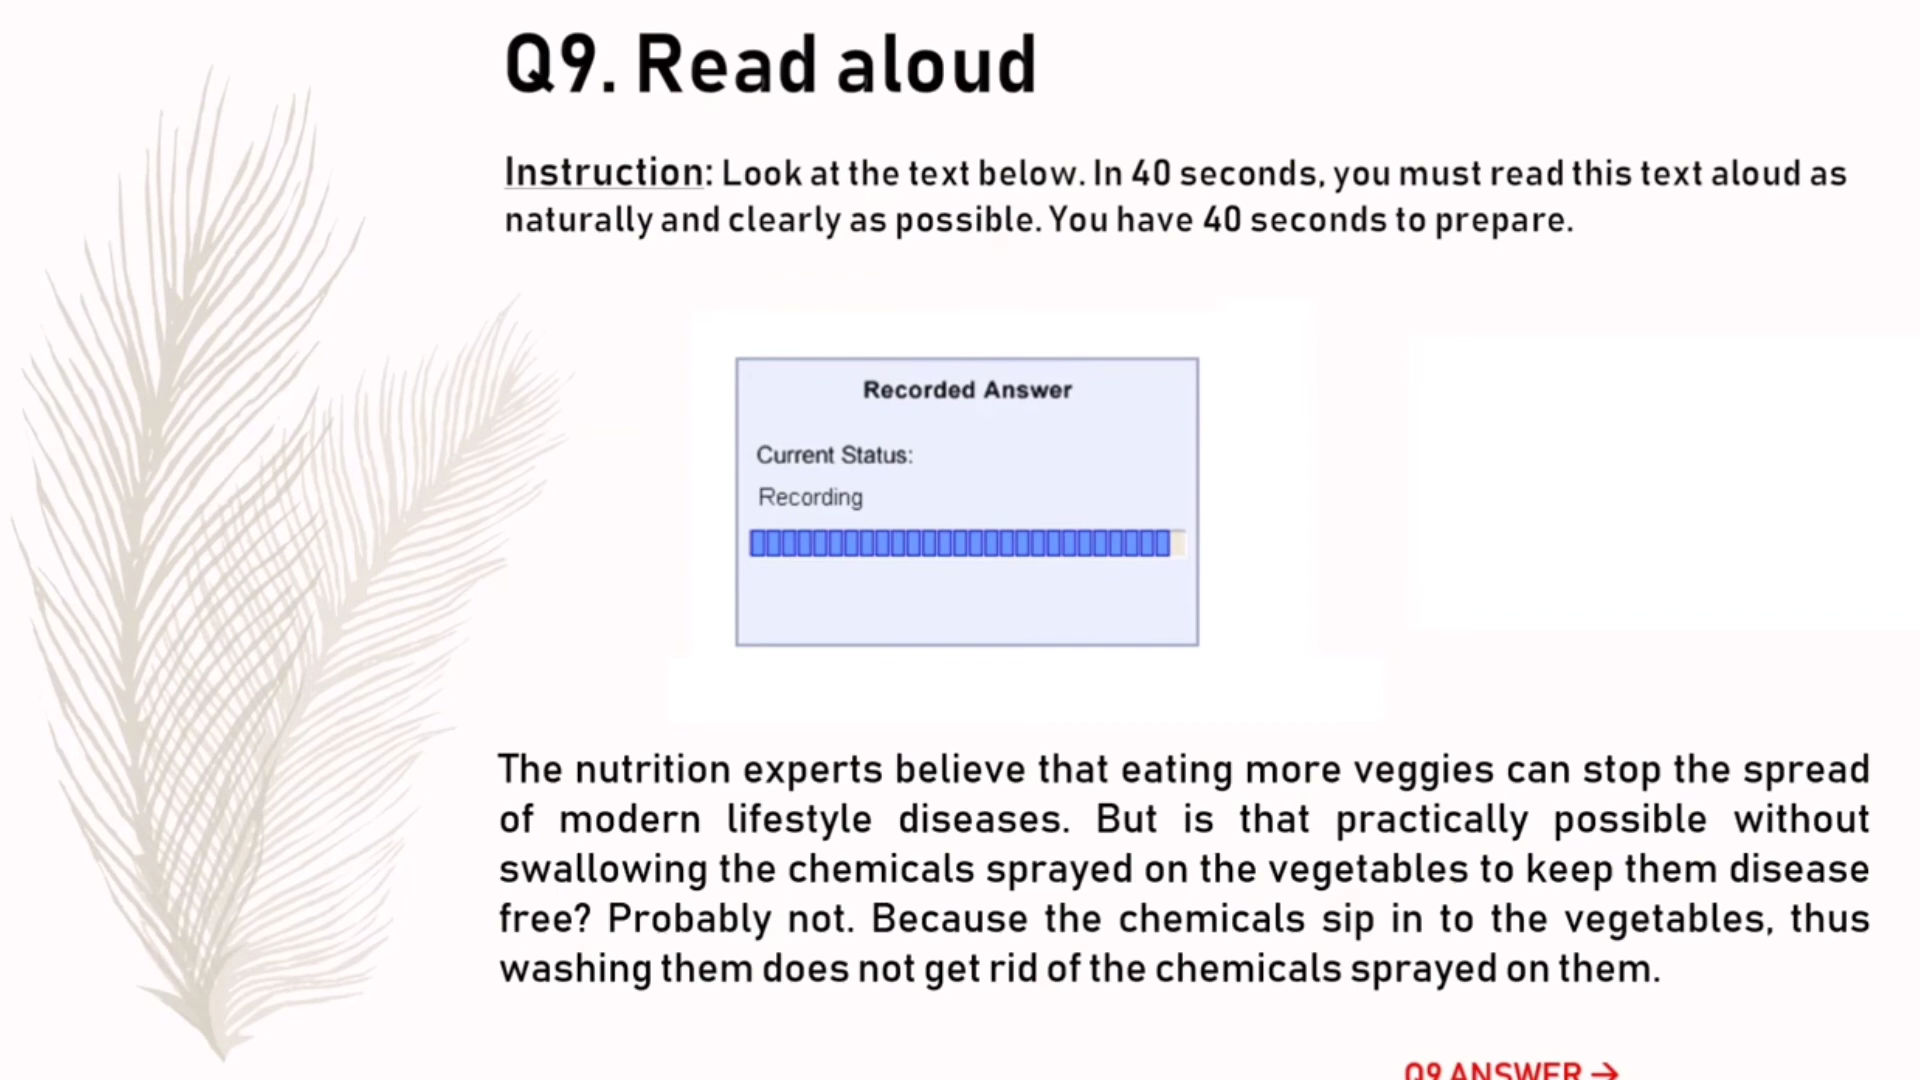 Q9. Read aloud
Instruction: Look at the text below. In 40 seconds, you must read this text aloud as
naturally and clearly as possible. You have 40 seconds to prepare.
Recorded Answer
Current Status:
Recording
The nutrition experts believe that eating more veggies can stop the spread
of modern lifestyle diseases. But is that practically possible without
swallowing the chemicals sprayed on the vegetables to keep them disease
free? Probably not. Because the chemicals sip in to the vegetables, thus
washing them does not get rid of the chemicals sprayed on them.
Q9 ANSWER →